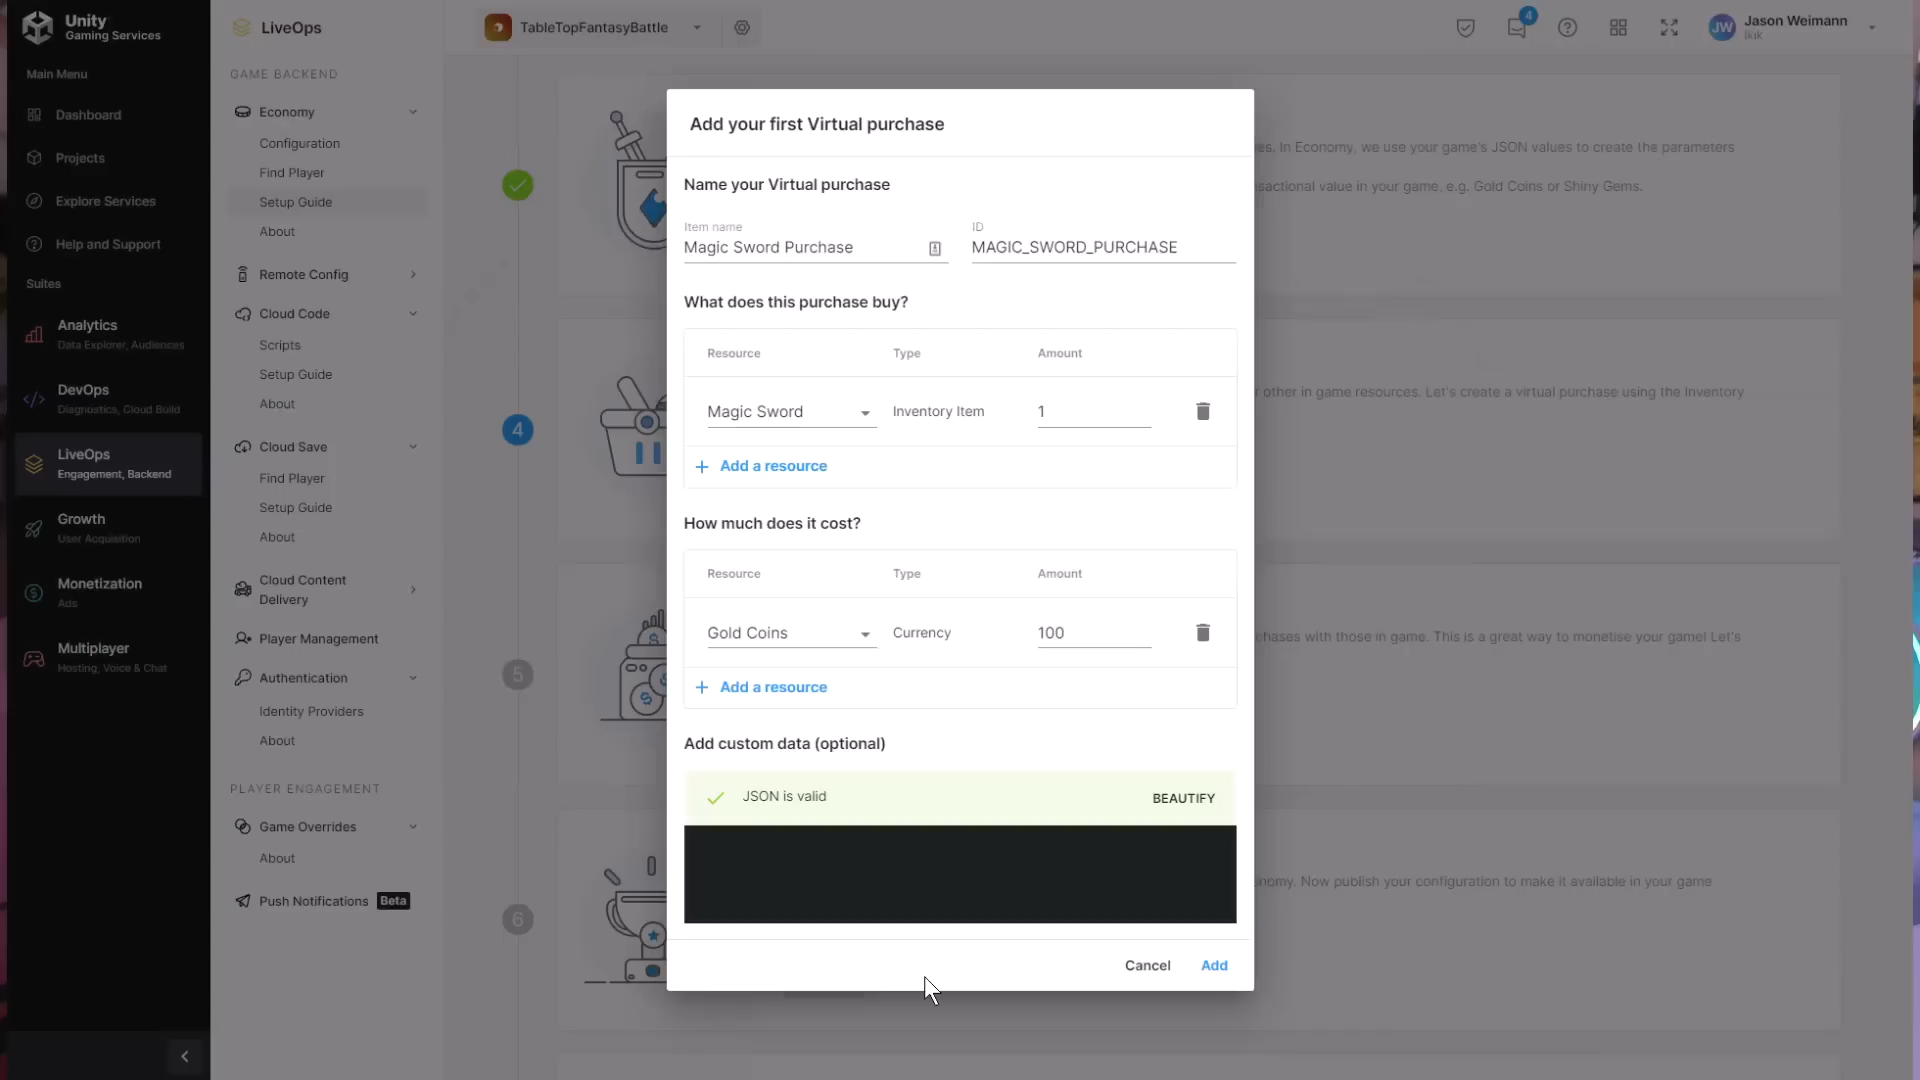 Unity
Gaming Services
Main Menu
Dashboard
Projects
Explore Services
Help and Support
Suites
Analytics
Data Explorer, Audiences
DevOps
Diagnostics, Cloud Build
LiveOps
Engagement, Backend
Growth
User Acquisition
Monetization
Ads
Multiplayer
Hosting, Voice & Chat
LiveOps
GAME BACKEND
Economy
Configuration
Find Player
Setup Guide
About
Remote Config
Cloud Code
Scripts
Setup Guide
About
Cloud Save
Find Player
Setup Guide
About
Cloud Content
Delivery
Player Management
Authentication
Identity Providers
About
PLAYER ENGAGEMENT
Game Overrides
About
Push Notifications Beta
TableTopFantasyBattle
4
JW
Jason Weimann
4
5
6
Add your first Virtual purchase
Name your Virtual purchase
Item name ID
Magic Sword Purchase MAGIC_SWORD_PURCHASE
What does this purchase buy?
Resource Type Amount
Magic Sword Inventory Item 1
+ Add a resource
How much does it cost?
Resource Type Amount
Gold Coins Currency 100
+ Add a resource
Add custom data (optional)
JSON is valid BEAUTIFY
Cancel Add
es. In Economy, we use your game's JSON values to create the parameters
sactional value in your game, e.g. Gold Coins or Shiny Gems.
other in game resources. Let's create a virtual purchase using the Inventory
chases with those in game. This is a great way to monetise your game! Let's
nomy. Now publish your configuration to make it available in your game